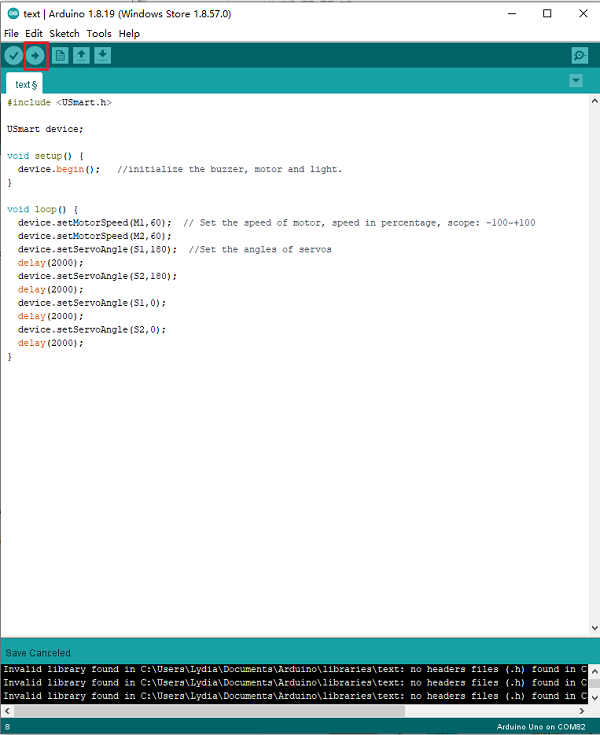 text | Arduino 1.8.19 (Windows Store 1.8.57.0)
File Edit Sketch Tools Help
text §
#include <USmart.h>
USmart device;
void setup() {
device.begin();   //initialize the buzzer, motor and light.
}
void loop() {
device.setMotorSpeed(M1,60);  // Set the speed of motor, speed in percentage, scope: -100~+100
device.setMotorSpeed(M2,60);
device.setServoAngle(S1,180);  //Set the angles of servos
delay(2000);
device.setServoAngle(S2,180);
delay(2000);
device.setServoAngle(S1,0);
delay(2000);
device.setServoAngle(S2,0);
delay(2000);
}
Save Canceled.
Invalid library found in C:\Users\Lydia\Documents\Arduino\libraries\text: no headers files (.h) found in C
Invalid library found in C:\Users\Lydia\Documents\Arduino\libraries\text: no headers files (.h) found in C
Invalid library found in C:\Users\Lydia\Documents\Arduino\libraries\text: no headers files (.h) found in C
8 Arduino Uno on COM82